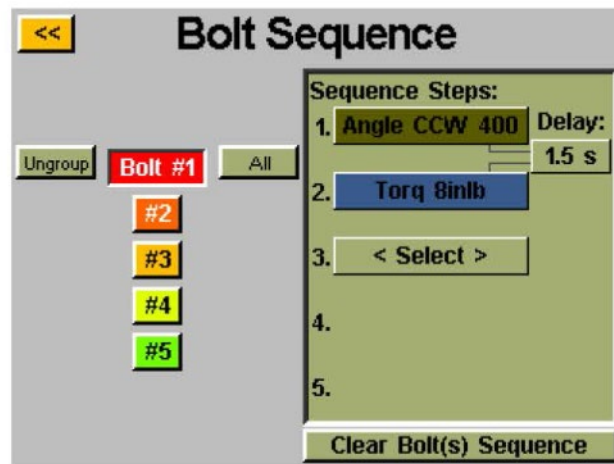 << Bolt Sequence
Sequence Steps:
1. Angle CCW 400 Delay:
Ungroup Bolt #1 All 1.5 s
#2 2. Torq 8inlb
#3 3. < Select >
#4 4.
#5 5.
Clear Bolt(s) Sequence